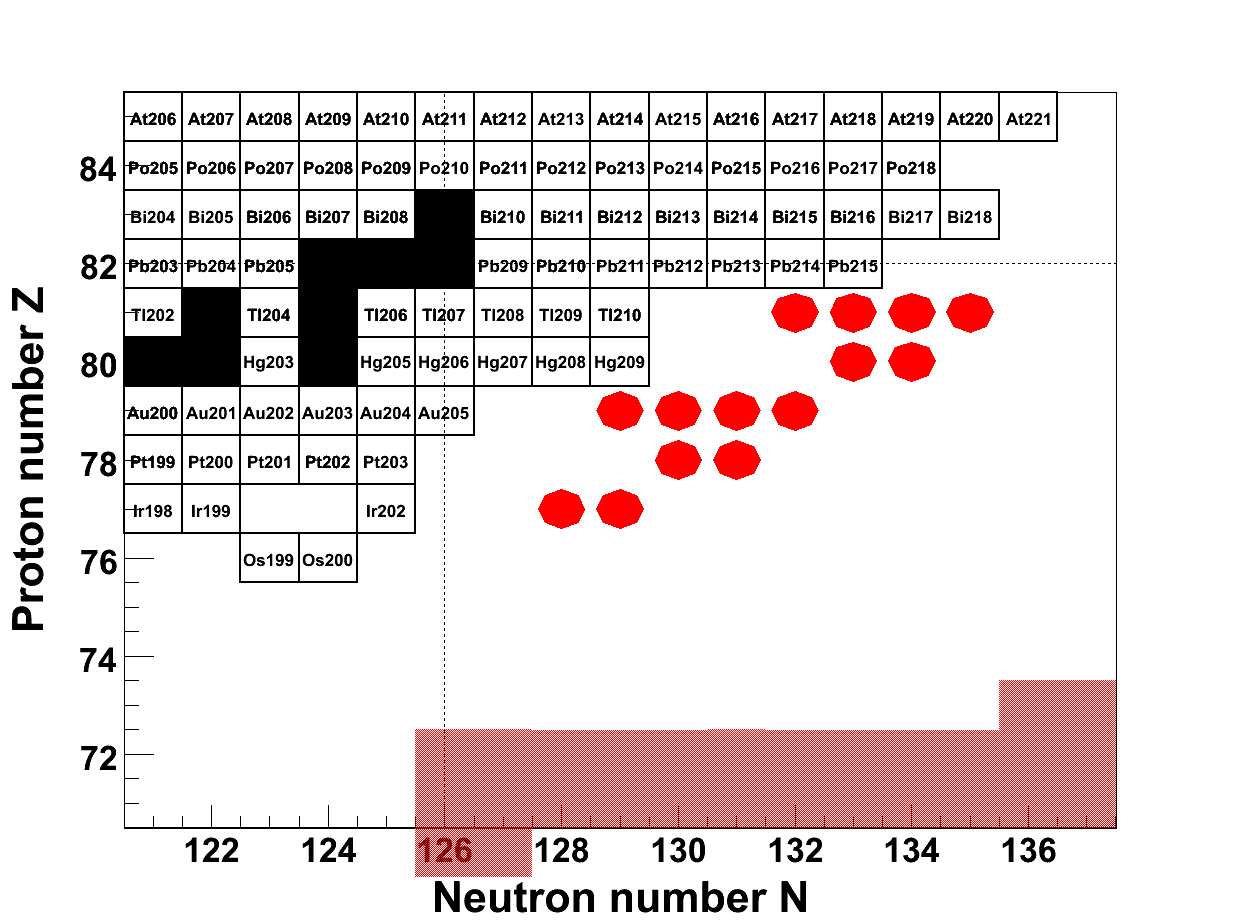 At206 At207 At208 At209 At210 At211 At212 At213 At214 At215 At216 At217 At218 At219 At220 At221
84 Po205 Po206 Po207 Po208 Po209 Po210 Po211 Po212 Po213 Po214 Po215 Po216 Po217 Po218
Bi204 Bi205 Bi206 Bi207 Bi208 Bi210 Bi211 Bi212 Bi213 Bi214 Bi215 Bi216 Bi217 Bi218
82 Pb203 Pb204 Pb205 Pb209 Pb210 Pb211 Pb212 Pb213 Pb214 Pb215
Tl202 Tl204 Tl206 Tl207 Tl208 Tl209 Tl210
80 Hg203 Hg205 Hg206 Hg207 Hg208 Hg209
Au200 Au201 Au202 Au203 Au204 Au205
78 Pt199 Pt200 Pt201 Pt202 Pt203
Ir198 Ir199 Ir202
76 Os199 Os200
74
72
122 124 126 128 130 132 134 136
Neutron number N
Proton number Z